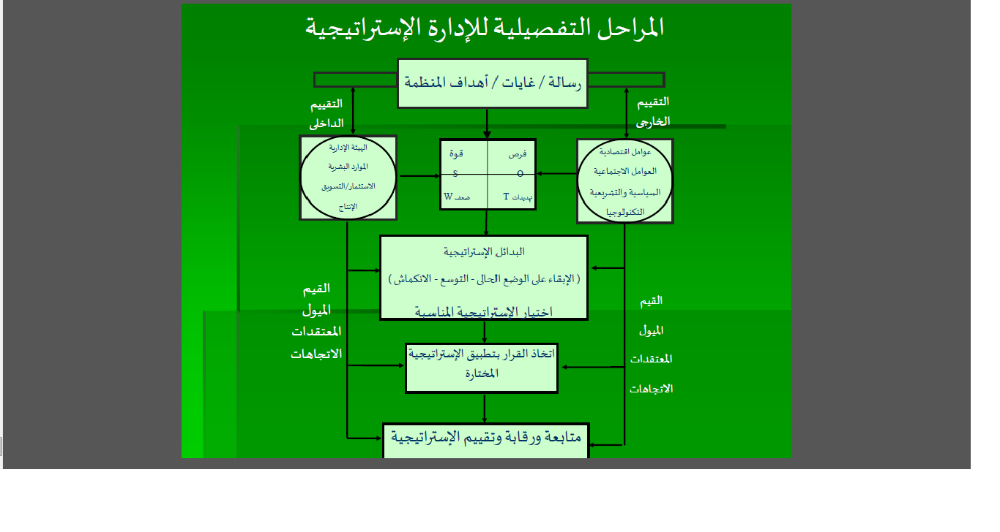 المراحل التفصيلية للإدارة الإستراتيجية
رسالة / غايات / أهداف المنظمة
التقييم
الخارجى
التقييم
الداخلى
عوامل اقتصادية
العوامل الاجتماعية
السياسية والتشريعية
التكنولوجيا
فرص
O
قوة
S
تهديدات T
ضعف W
الهيئة الإدارية
الموارد البشرية
الاستثمار/التسويق
الإنتاج
البدائل الإستراتيجية
( الإبقاء على الوضع الحالى - التوسع - الانكماش )
اختيار الإستراتيجية المناسبة
القيم
الميول
المعتقدات
الاتجاهات
القيم
الميول
المعتقدات
الاتجاهات
اتخاذ القرار بتطبيق الإستراتيجية
المختارة
متابعة ورقابة وتقييم الإستراتيجية